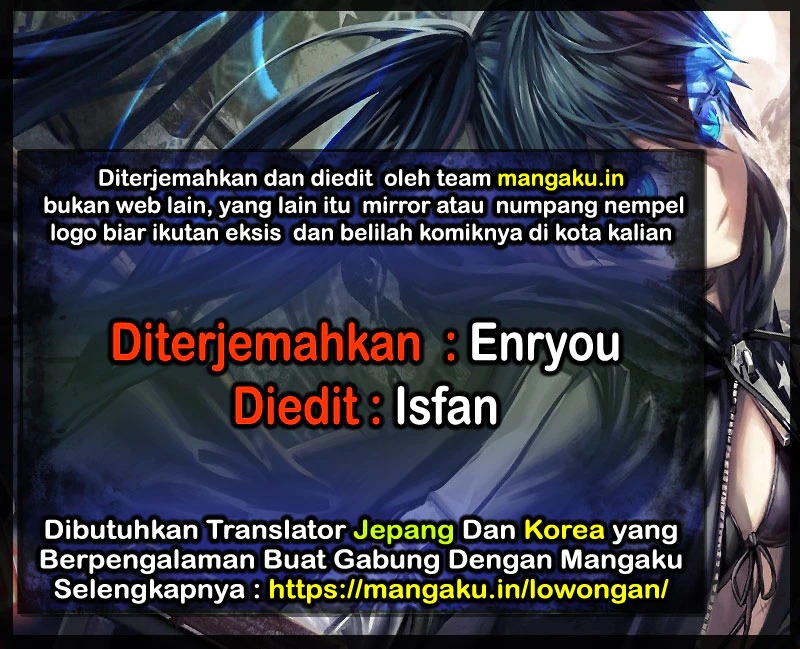 Diterjemahkan dan diedit oleh team mangaku.in
bukan web lain, yang lain itu mirror atau numpang nempel
logo biar ikutan eksis dan belilah komiknya di kota kalian
Diterjemahkan : Enryou
Diedit : Isfan
Dibutuhkan Translator Jepang Dan Korea yang
Berpengalaman Buat Gabung Dengan Mangaku
Selengkapnya : https://mangaku.in/lowongan/